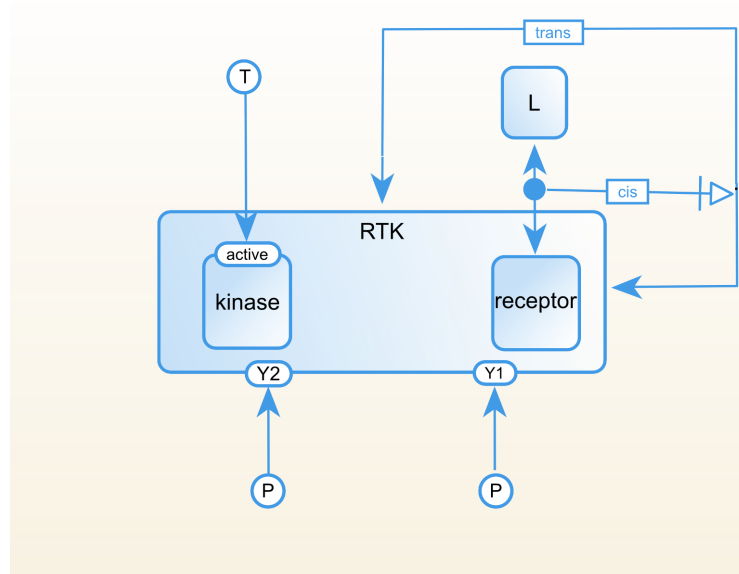 trans
T
L
cis
RTK
active
kinase
receptor
Y2
Y1
P
P